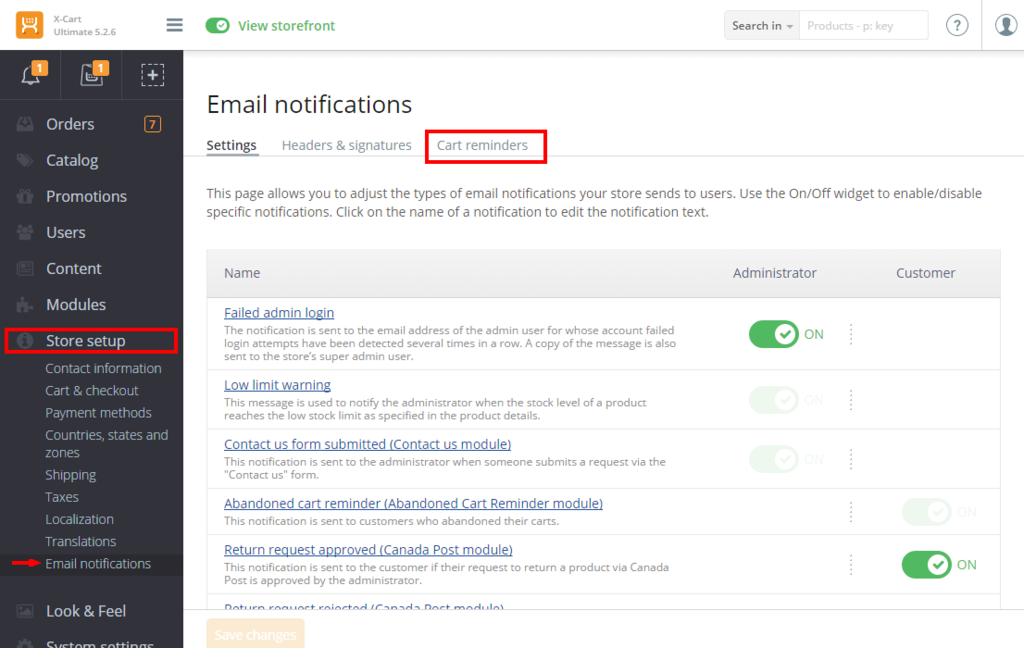 X-Cart
Ultimate 5.2.6
View storefront
Search in
Products - p: key
?
1
1
Orders
7
Catalog
Promotions
Users
Content
Modules
Store setup
Contact information
Cart & checkout
Payment methods
Countries, states and
zones
Shipping
Taxes
Localization
Translations
Email notifications
Look & Feel
System settings
Email notifications
Settings
Headers & signatures
Cart reminders
This page allows you to adjust the types of email notifications your store sends to users. Use the On/Off widget to enable/disable
specific notifications. Click on the name of a notification to edit the notification text.
Name
Administrator
Customer
Failed admin login
The notification is sent to the email address of the admin user for whose account failed
login attempts have been detected several times in a row. A copy of the message is also
sent to the store's super admin user.
ON
Low limit warning
This message is used to notify the administrator when the stock level of a product
reaches the low stock limit as specified in the product details.
ON
Contact us form submitted (Contact us module)
This notification is sent to the administrator when someone submits a request via the
"Contact us" form.
ON
Abandoned cart reminder (Abandoned Cart Reminder module)
This notification is sent to customers who abandoned their carts.
ON
Return request approved (Canada Post module)
This notification is sent to the customer if their request to return a product via Canada
Post is approved by the administrator.
ON
Return request rejected (Canada Post module)
Save changes